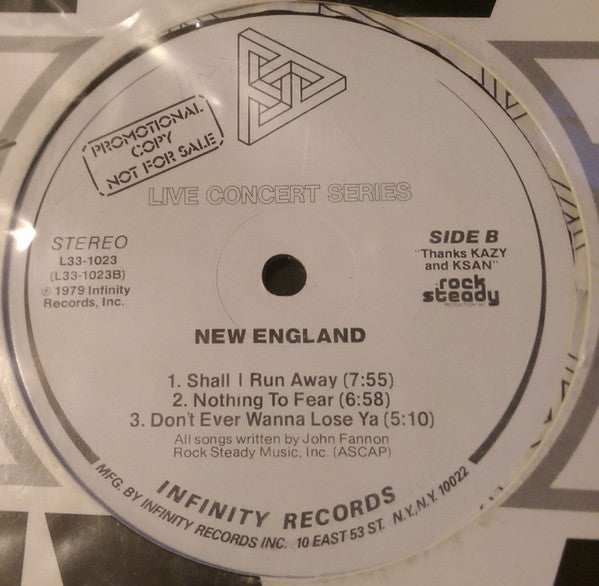 PROMOTIONAL
COPY
NOT FOR SALE
LIVE CONCERT SERIES
STEREO
L33-1023
(L33-1023B)
℗ 1979 Infinity
Records, Inc.
SIDE B
"Thanks KAZY
and KSAN"
rock
steady
PRODUCTION, INC.
NEW ENGLAND
1. Shall I Run Away (7:55)
2. Nothing To Fear (6:58)
3. Don't Ever Wanna Lose Ya (5:10)
All songs written by John Fannon
Rock Steady Music, Inc. (ASCAP)
INFINITY RECORDS
MFG. BY INFINITY RECORDS INC. 10 EAST 53 ST. N.Y., N.Y. 10022